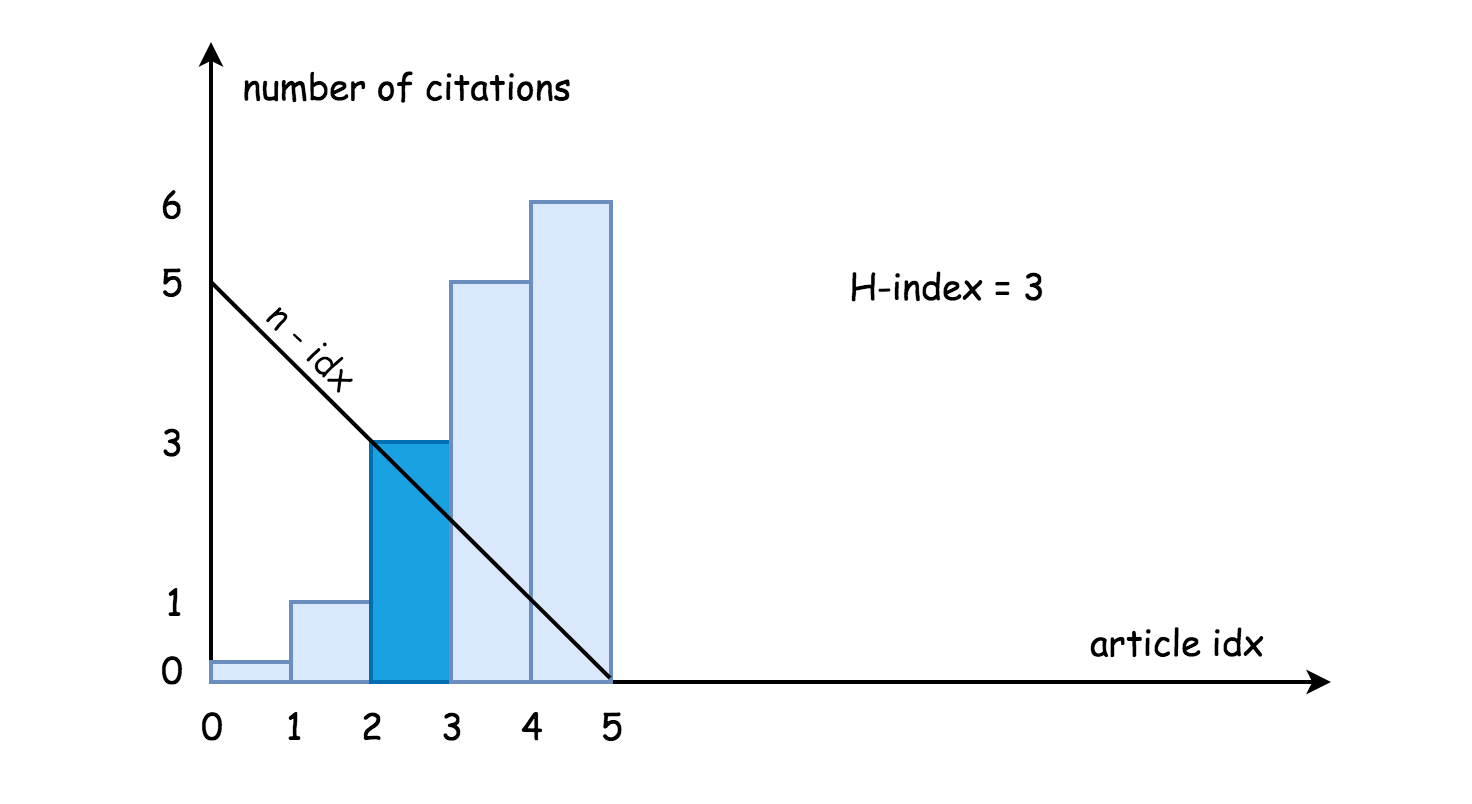 number of citations
6
5
H-index = 3
n - idx
3
1
article idx
0
0 1 2 3 4 5